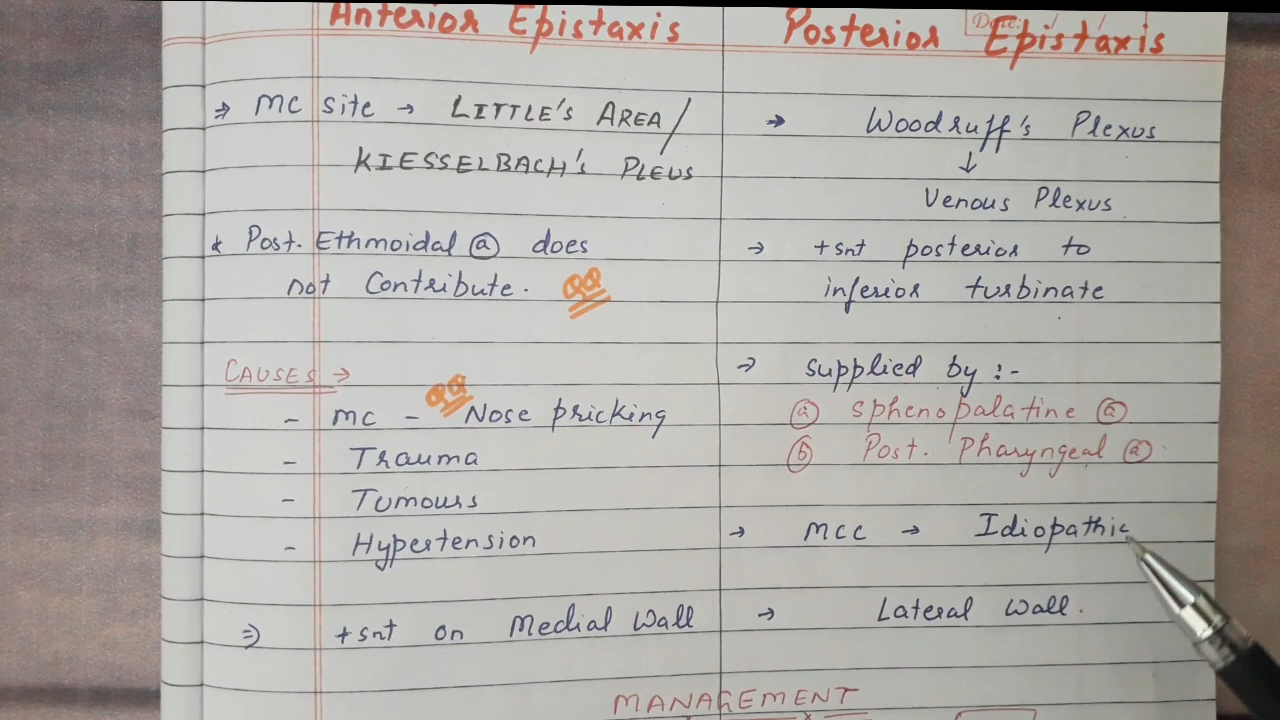 Anterior Epistaxis
⇒ MC site → LITTLE'S AREA/
KIESSELBACH'S PLEUS
* Post. Ethmoidal ⓐ does
not Contribute.
CAUSES →
- MC - Nose pricking
- Trauma
- Tumours
- Hypertension
⇒ +snt on Medial Wall
Date: / /
Posterior Epistaxis
→ Woodruff's Plexus
↓
Venous Plexus
→ +snt posterior to
inferior turbinate
→ Supplied by :-
ⓐ Sphenopalatine ⓐ
ⓑ Post. Pharyngeal ⓐ
→ MCC → Idiopathic
→ Lateral Wall.
MANAGEMENT